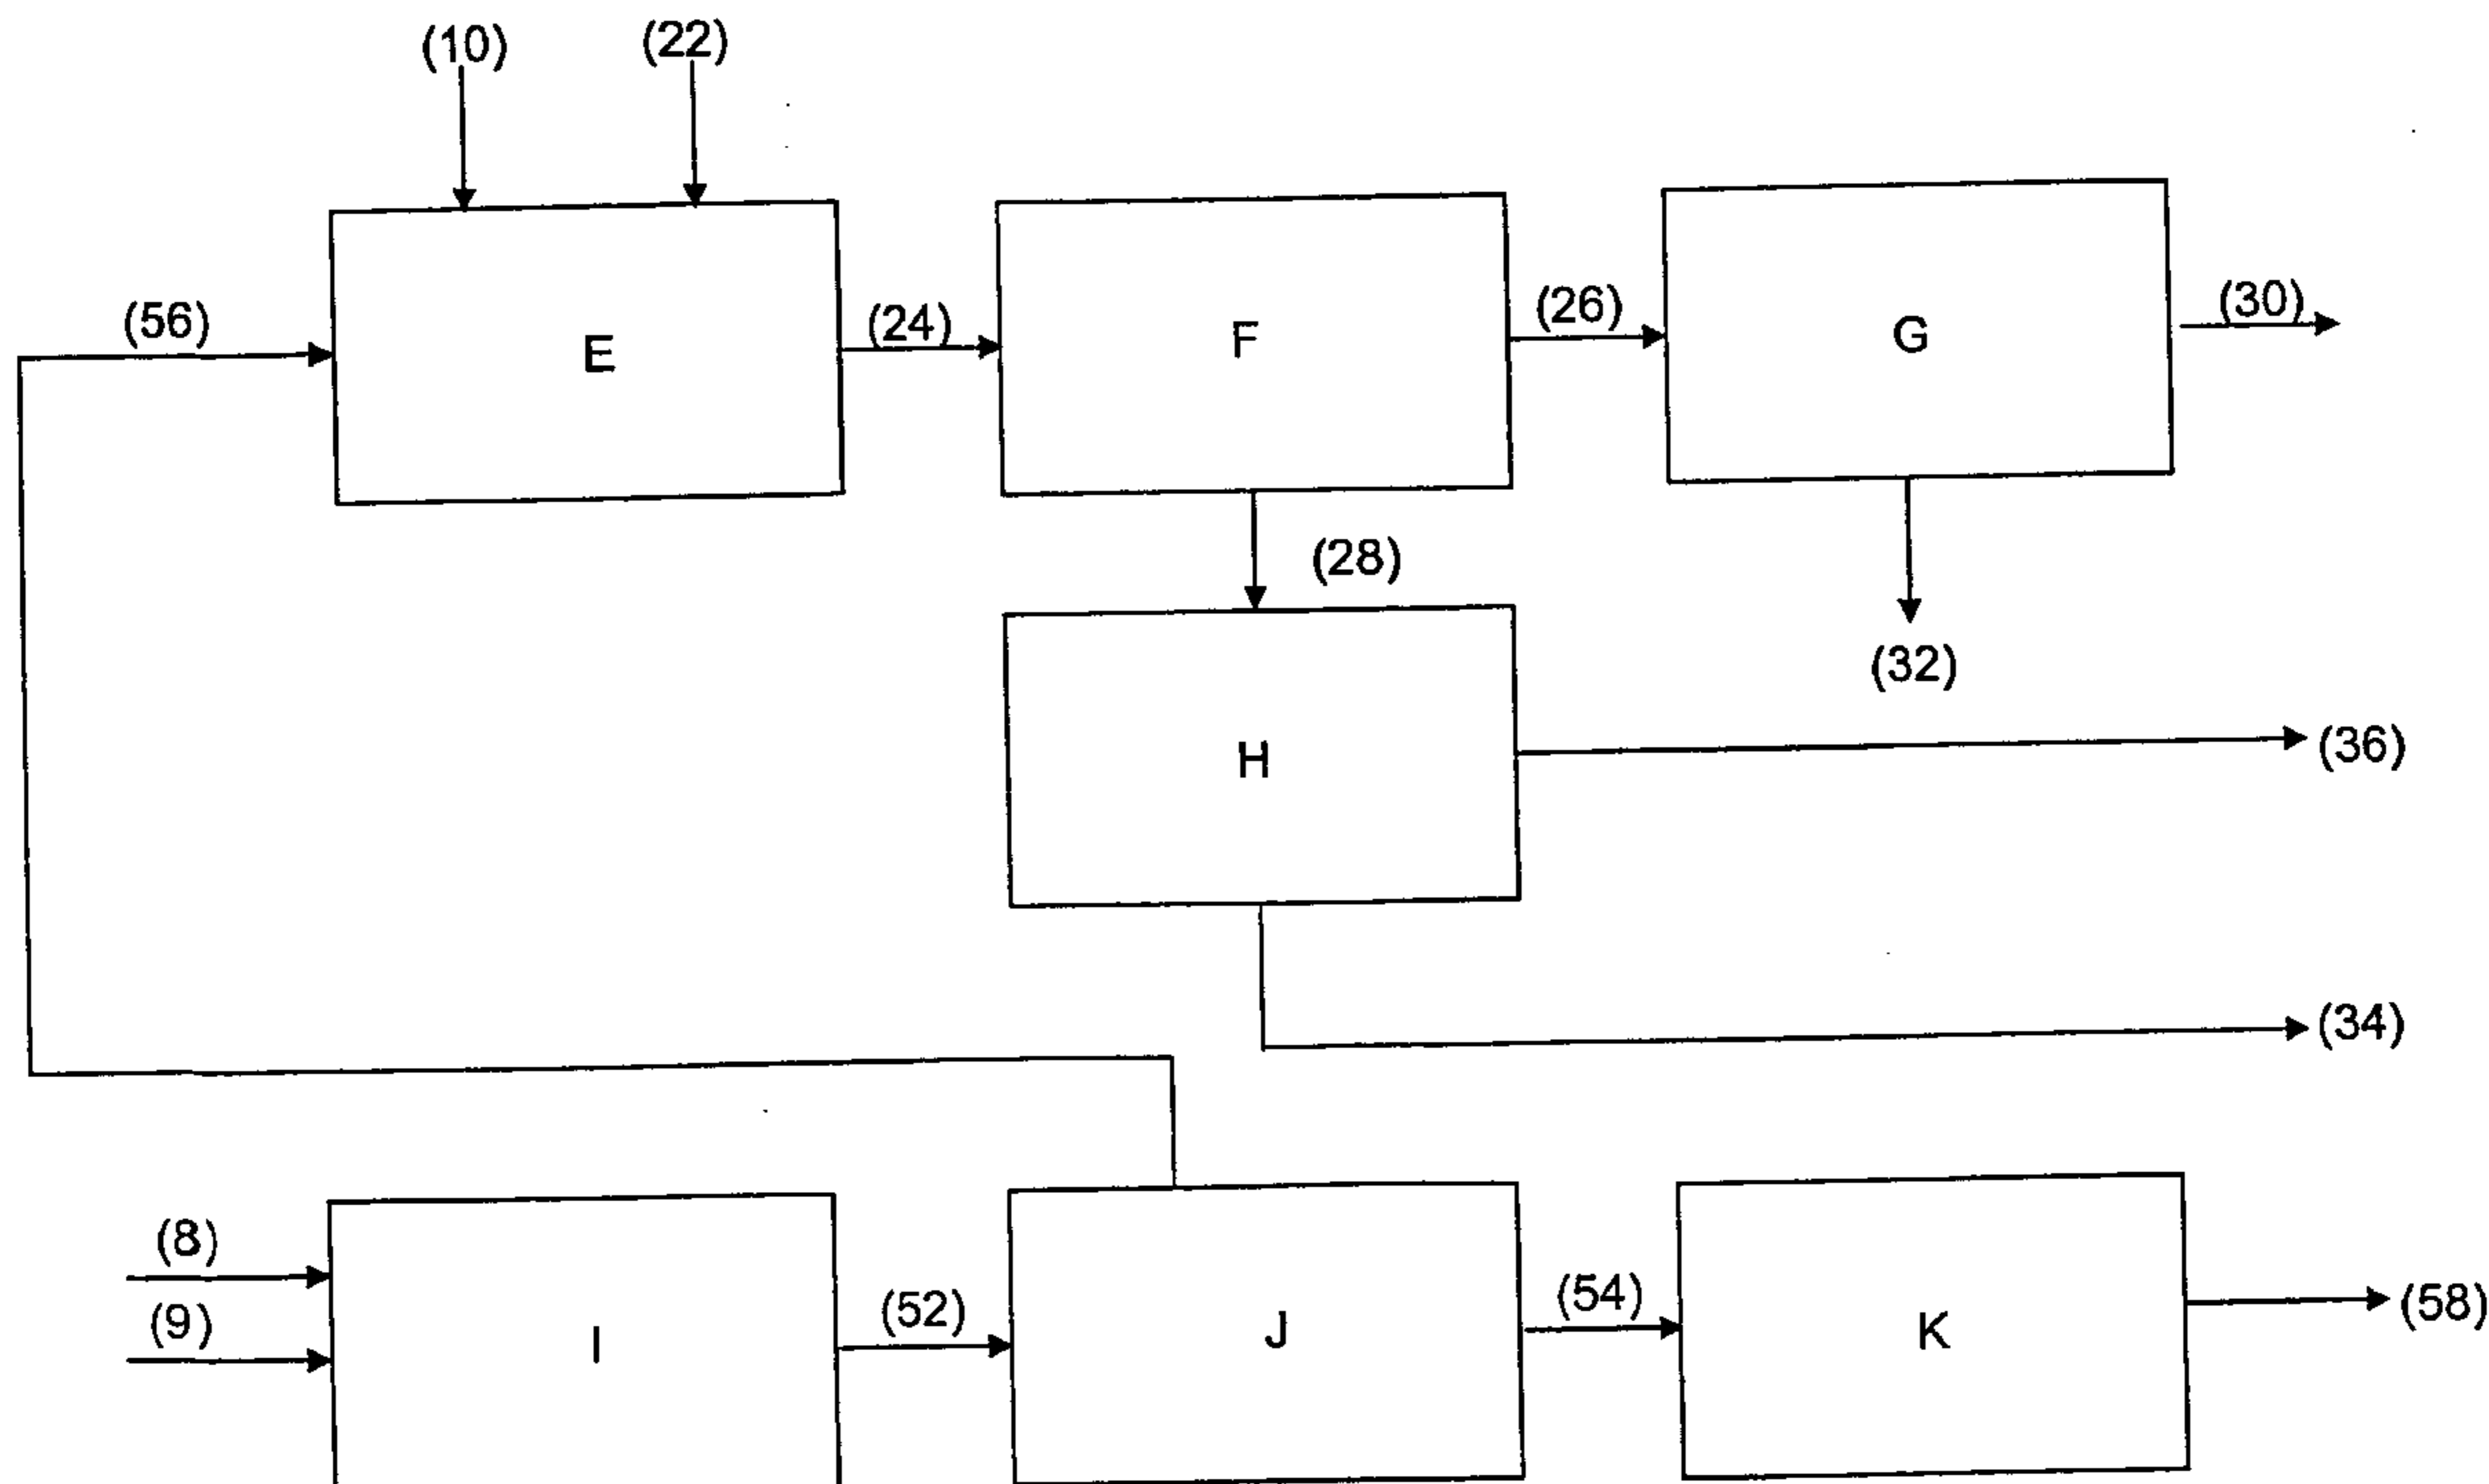 (10) (22)
(56) E (24) F (26) G (30)
(28)
(32)
H (36)
(34)
(8)
(9) I (52) J (54) K (58)